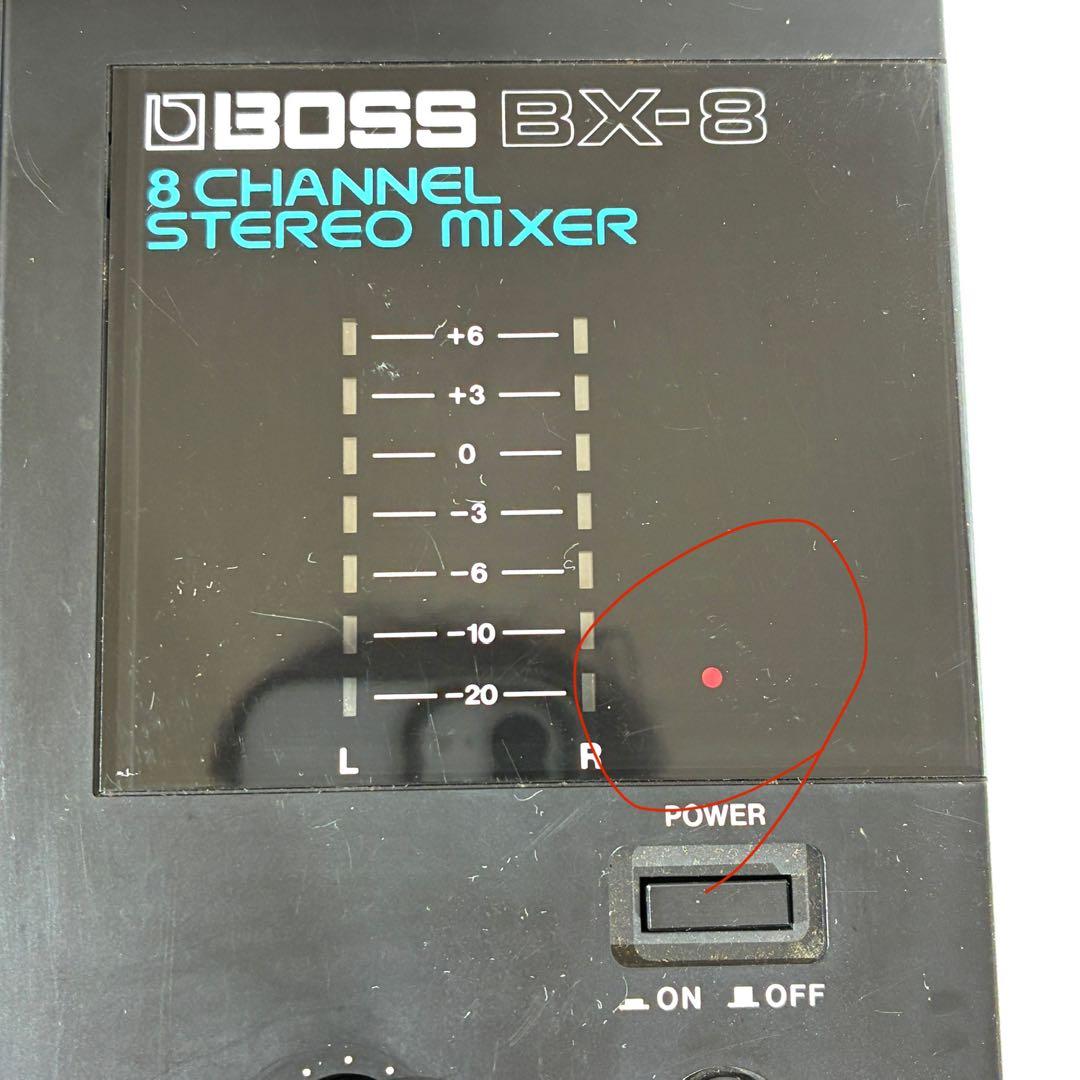 BOSS BX-8
8 CHANNEL
STEREO MIXER
+6
+3
0
-3
-6
-10
-20
L R
POWER
ON OFF